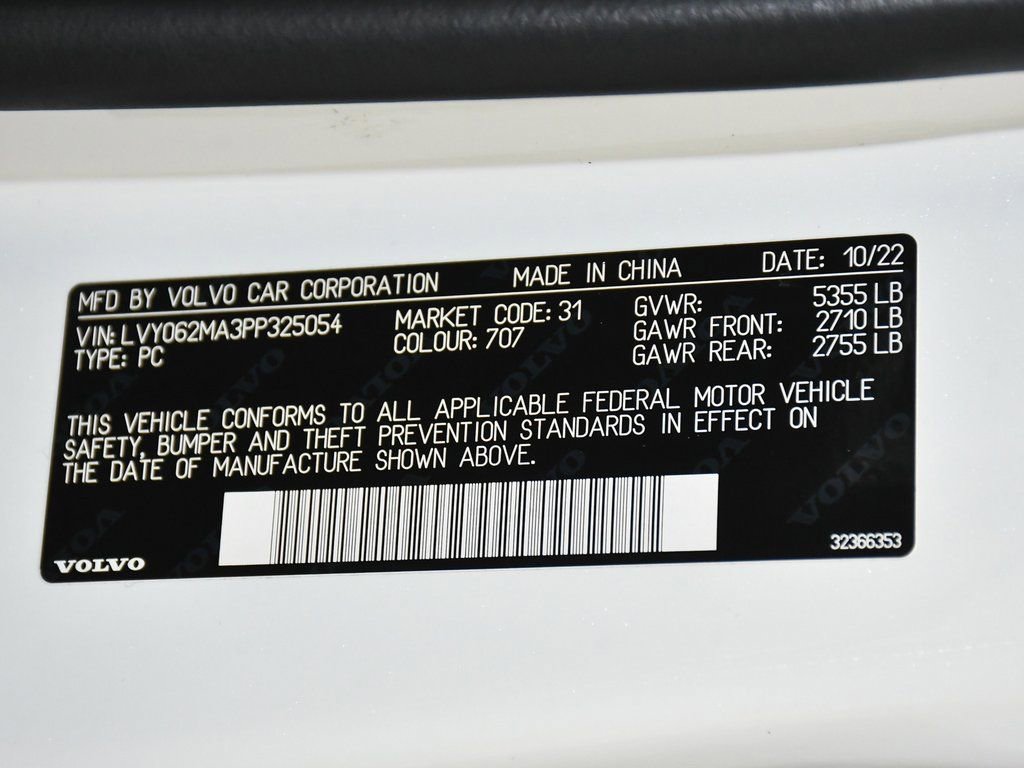 MFD BY VOLVO CAR CORPORATION MADE IN CHINA DATE: 10/22
VIN: LVY062MA3PP325054 MARKET CODE: 31 GVWR: 5355 LB
TYPE: PC COLOUR: 707 GAWR FRONT: 2710 LB
GAWR REAR: 2755 LB
THIS VEHICLE CONFORMS TO ALL APPLICABLE FEDERAL MOTOR VEHICLE
SAFETY, BUMPER AND THEFT PREVENTION STANDARDS IN EFFECT ON
THE DATE OF MANUFACTURE SHOWN ABOVE.
VOLVO 32366353